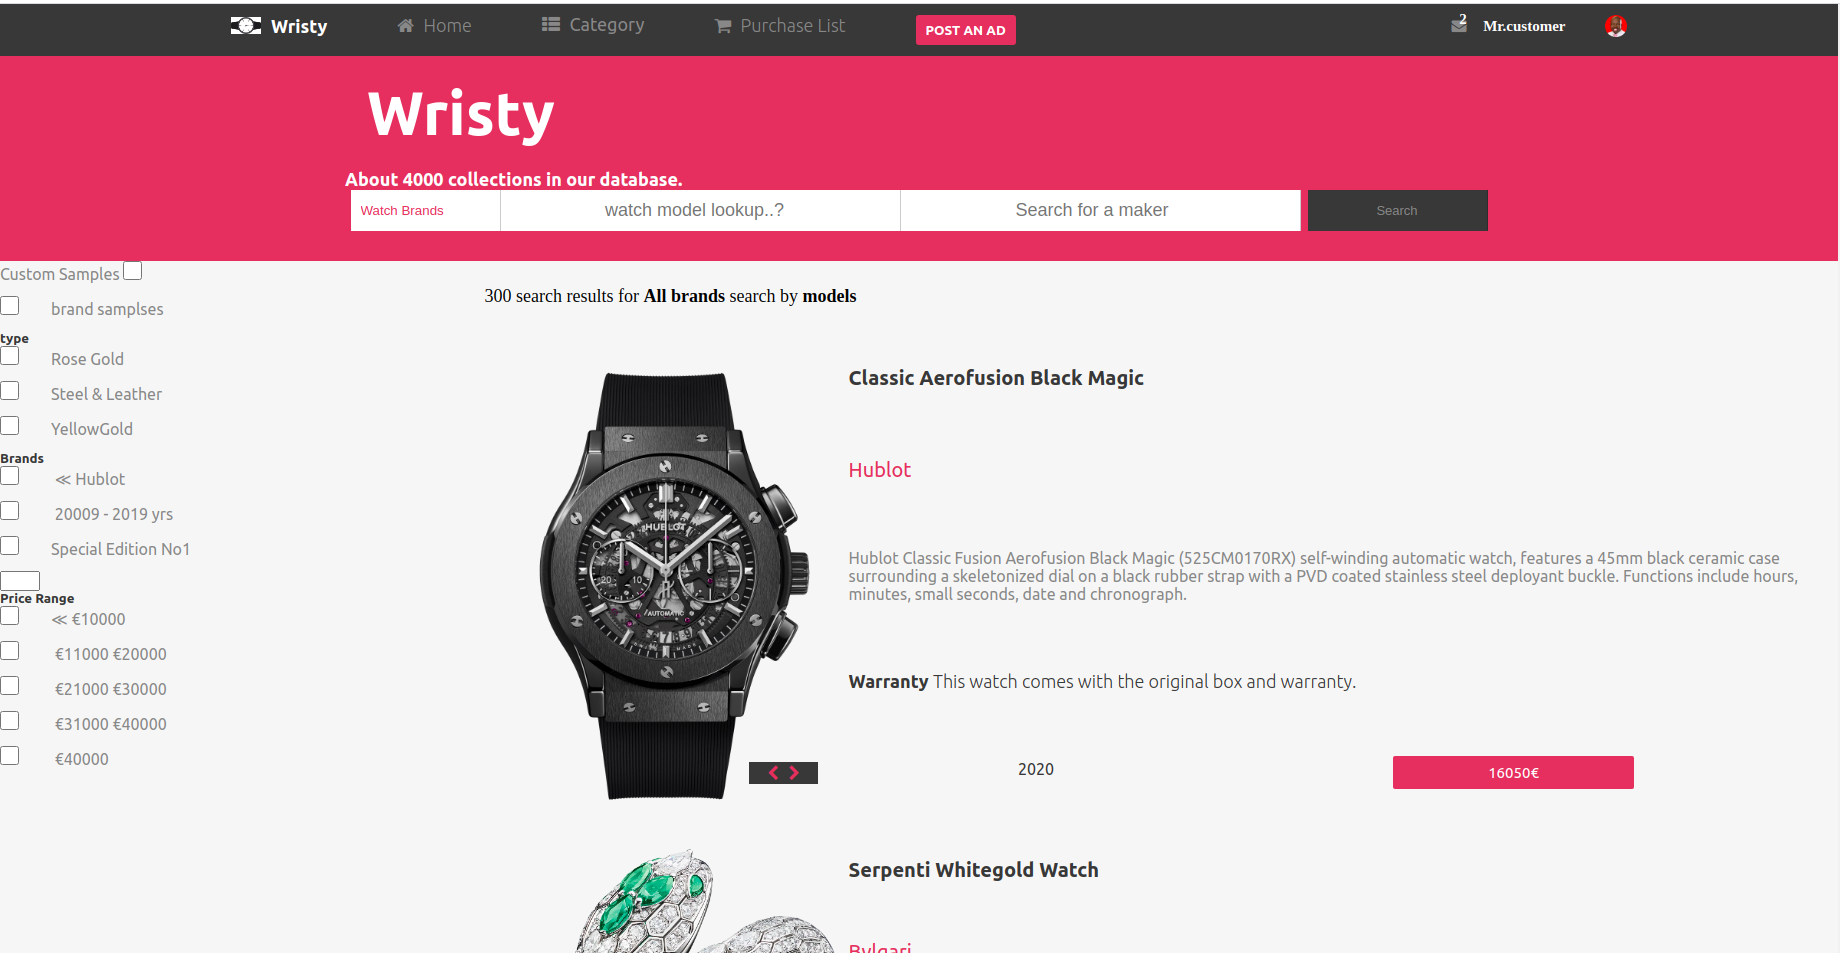 Wristy Home Category Purchase List POST AN AD 2 Mr.customer
Wristy
About 4000 collections in our database.
Watch Brands watch model lookup..? Search for a maker Search
Custom Samples
brand samplses
type
Rose Gold
Steel & Leather
YellowGold
Brands
≪ Hublot
20009 - 2019 yrs
Special Edition No1
Price Range
≪ €10000
€11000 €20000
€21000 €30000
€31000 €40000
€40000
300 search results for All brands search by models
HUBLOT
20 10
AUTOMATIC
Classic Aerofusion Black Magic
Hublot
Hublot Classic Fusion Aerofusion Black Magic (525CM0170RX) self-winding automatic watch, features a 45mm black ceramic case
surrounding a skeletonized dial on a black rubber strap with a PVD coated stainless steel deployant buckle. Functions include hours,
minutes, small seconds, date and chronograph.
Warranty This watch comes with the original box and warranty.
2020 16050€
Serpenti Whitegold Watch
Bvlgari